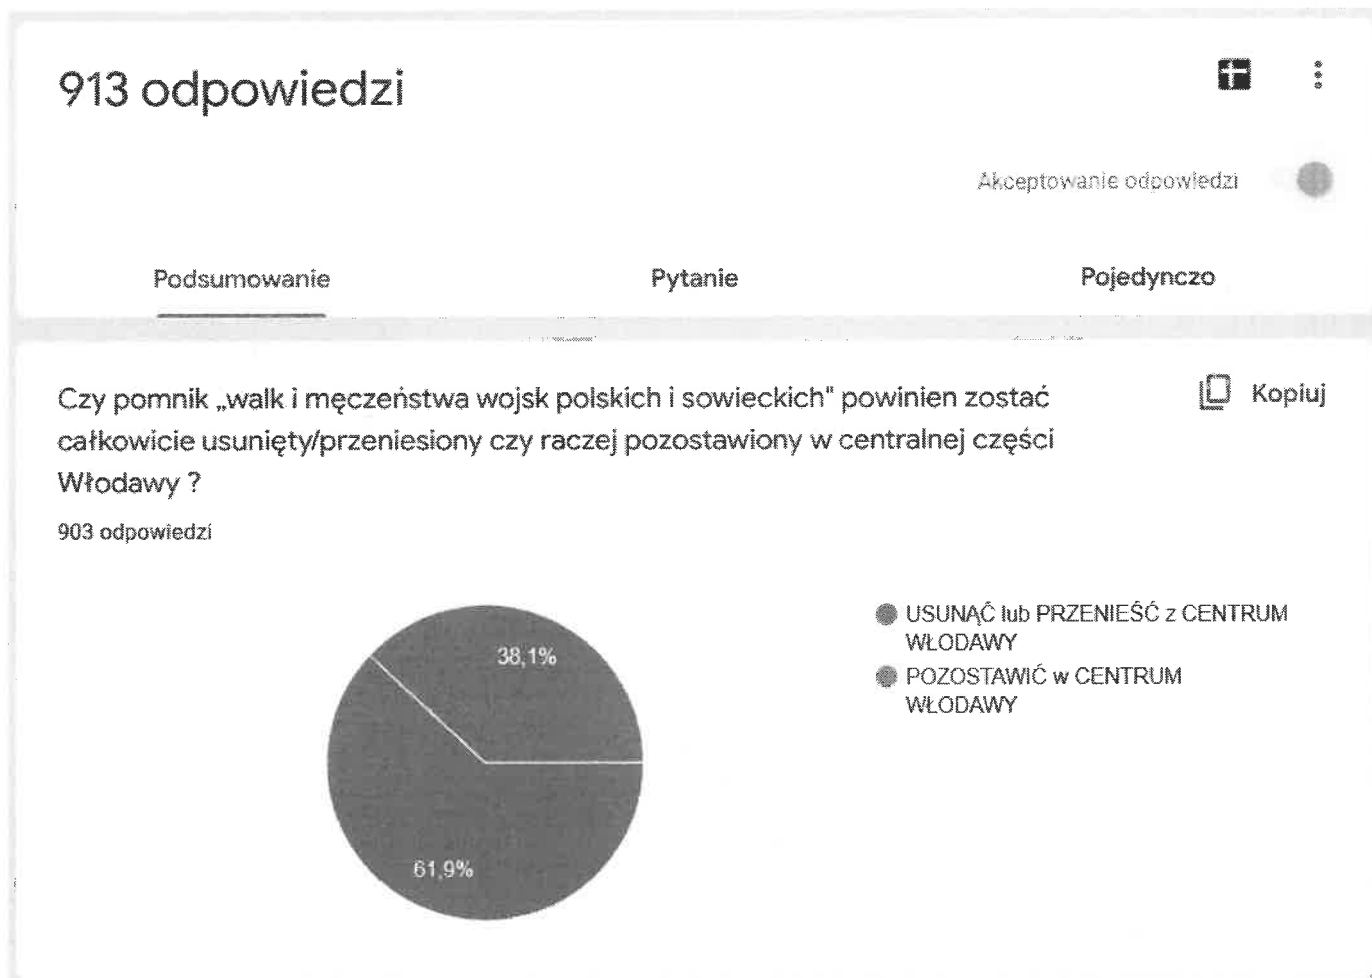 913 odpowiedzi
Akceptowanie odpowiedzi
Podsumowanie
Pytanie
Pojedynczo
Czy pomnik „walk i męczeństwa wojsk polskich i sowieckich" powinien zostać
całkowicie usunięty/przeniesiony czy raczej pozostawiony w centralnej części
Włodawy ?
Kopiuj
903 odpowiedzi
38,1%
61,9%
USUNĄĆ lub PRZENIEŚĆ z CENTRUM
WŁODAWY
POZOSTAWIĆ w CENTRUM
WŁODAWY